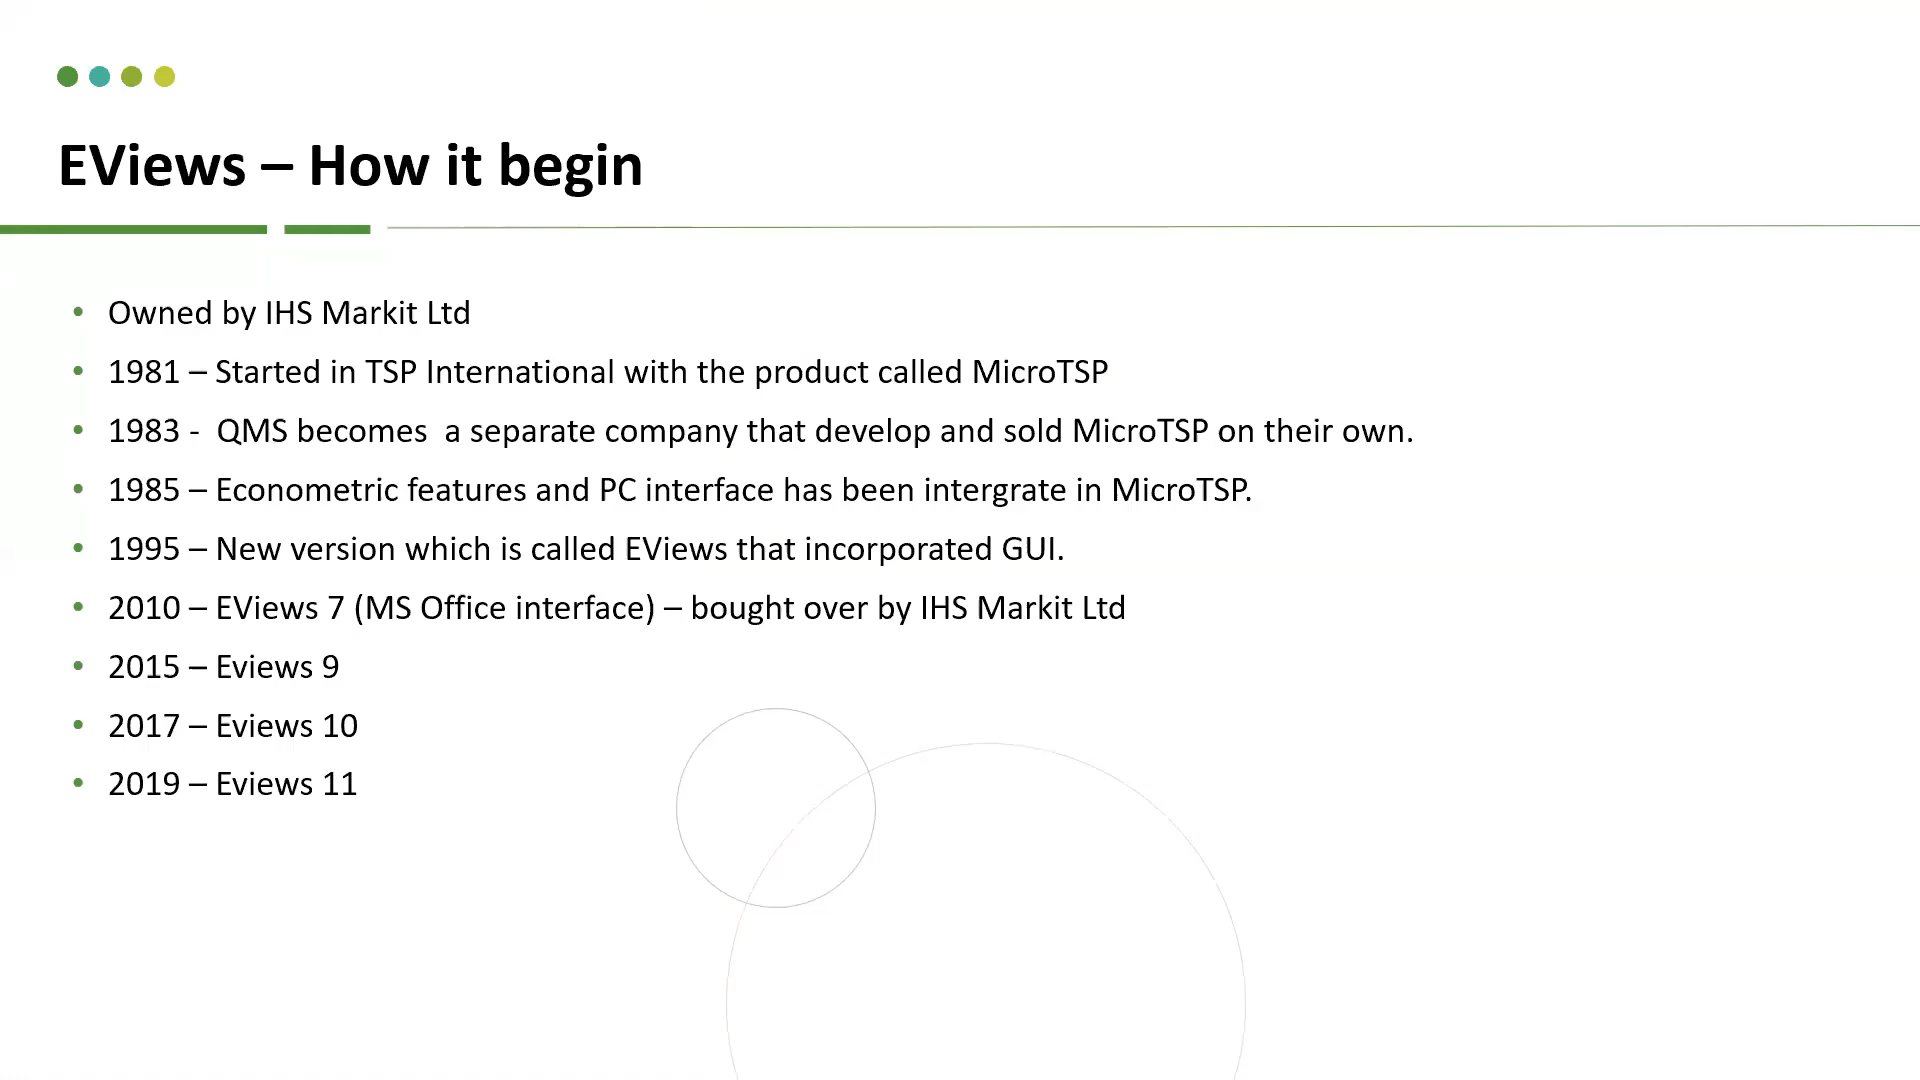 EViews – How it begin
• Owned by IHS Markit Ltd
• 1981 – Started in TSP International with the product called MicroTSP
• 1983 -  QMS becomes  a separate company that develop and sold MicroTSP on their own.
• 1985 – Econometric features and PC interface has been intergrate in MicroTSP.
• 1995 – New version which is called EViews that incorporated GUI.
• 2010 – EViews 7 (MS Office interface) – bought over by IHS Markit Ltd
• 2015 – Eviews 9
• 2017 – Eviews 10
• 2019 – Eviews 11